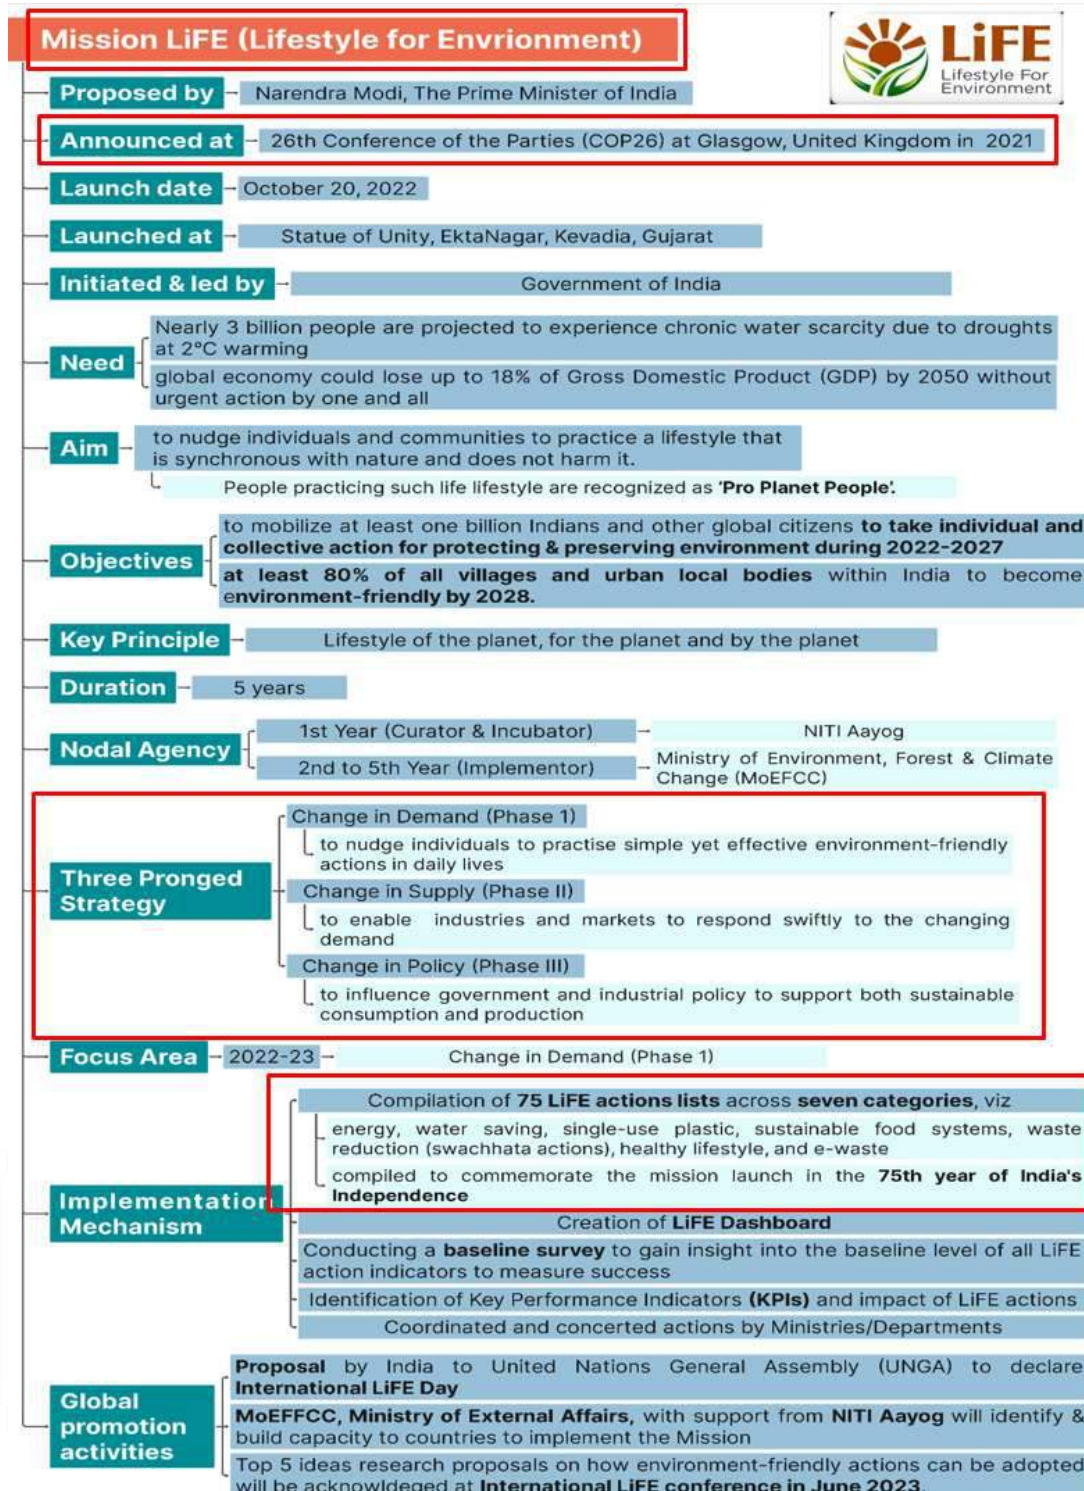 Mission LiFE (Lifestyle for Envrionment)
LiFE
Lifestyle For
Environment
Proposed by
Narendra Modi, The Prime Minister of India
Announced at
26th Conference of the Parties (COP26) at Glasgow, United Kingdom in 2021
Launch date
October 20, 2022
Launched at
Statue of Unity, EktaNagar, Kevadia, Gujarat
Initiated & led by
Government of India
Need
Nearly 3 billion people are projected to experience chronic water scarcity due to droughts
at 2°C warming
global economy could lose up to 18% of Gross Domestic Product (GDP) by 2050 without
urgent action by one and all
Aim
to nudge individuals and communities to practice a lifestyle that
is synchronous with nature and does not harm it.
People practicing such life lifestyle are recognized as 'Pro Planet People'.
Objectives
to mobilize at least one billion Indians and other global citizens to take individual and
collective action for protecting & preserving environment during 2022-2027
at least 80% of all villages and urban local bodies within India to become
environment-friendly by 2028.
Key Principle
Lifestyle of the planet, for the planet and by the planet
Duration
5 years
Nodal Agency
1st Year (Curator & Incubator)
NITI Aayog
2nd to 5th Year (Implementor)
Ministry of Environment, Forest & Climate
Change (MoEFCC)
Three Pronged
Strategy
Change in Demand (Phase 1)
to nudge individuals to practise simple yet effective environment-friendly
actions in daily lives
Change in Supply (Phase II)
to enable industries and markets to respond swiftly to the changing
demand
Change in Policy (Phase III)
to influence government and industrial policy to support both sustainable
consumption and production
Focus Area
2022-23
Change in Demand (Phase 1)
Implementation
Mechanism
Compilation of 75 LiFE actions lists across seven categories, viz
energy, water saving, single-use plastic, sustainable food systems, waste
reduction (swachhata actions), healthy lifestyle, and e-waste
compiled to commemorate the mission launch in the 75th year of India's
Independence
Creation of LiFE Dashboard
Conducting a baseline survey to gain insight into the baseline level of all LiFE
action indicators to measure success
Identification of Key Performance Indicators (KPIs) and impact of LiFE actions
Coordinated and concerted actions by Ministries/Departments
Global
promotion
activities
Proposal by India to United Nations General Assembly (UNGA) to declare
International LiFE Day
MoEFFCC, Ministry of External Affairs, with support from NITI Aayog will identify &
build capacity to countries to implement the Mission
Top 5 ideas research proposals on how environment-friendly actions can be adopted
will be acknowldeged at International LiFE conference in June 2023.